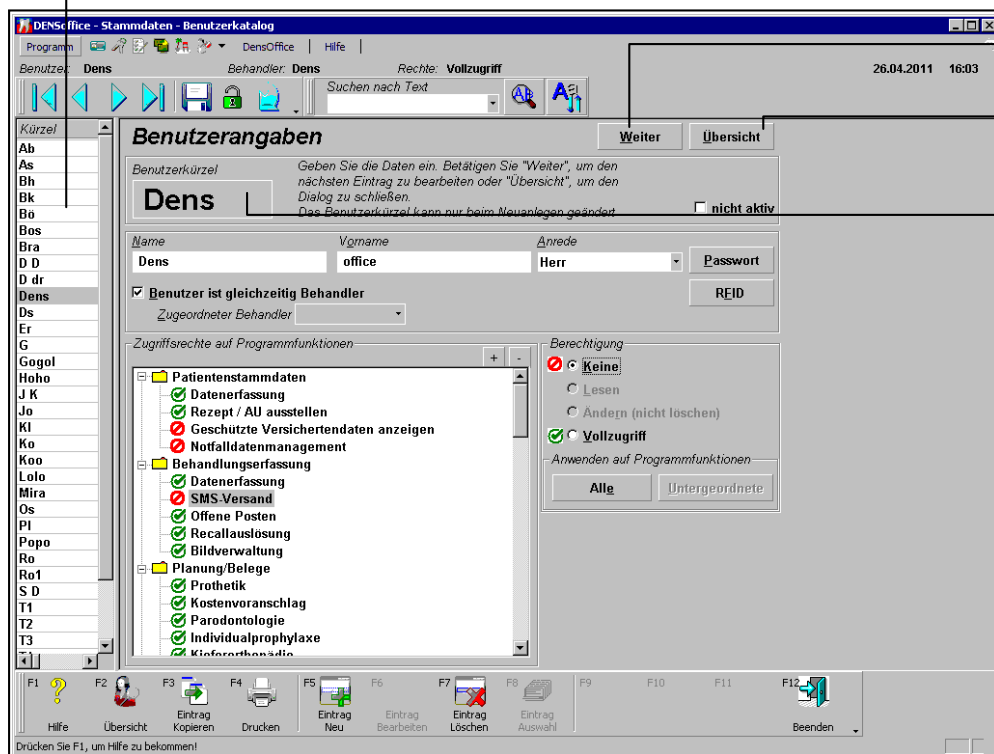 DENSoffice - Stammdaten - Benutzerkatalog
Programm DensOffice Hilfe
Benutzer: Dens Behandler: Dens Rechte: Vollzugriff 26.04.2011 16:03
Suchen nach Text
Kürzel
Ab
As
Bh
Bk
Bö
Bos
Bra
D D
D dr
Dens
Ds
Er
G
Gogol
Hoho
J K
Jo
Kl
Ko
Koo
Lolo
Mira
Os
Pl
Popo
Ro
Ro1
S D
T1
T2
T3
Benutzerangaben Weiter Übersicht
Benutzerkürzel
Dens
Geben Sie die Daten ein. Betätigen Sie "Weiter", um den
nächsten Eintrag zu bearbeiten oder "Übersicht", um den
Dialog zu schließen.
Das Benutzerkürzel kann nur beim Neuanlegen geändert
nicht aktiv
Name Vorname Anrede
Dens office Herr Passwort
Benutzer ist gleichzeitig Behandler RFID
Zugeordneter Behandler
Zugriffsrechte auf Programmfunktionen
+ -
Patientenstammdaten
Datenerfassung
Rezept / AU ausstellen
Geschützte Versichertendaten anzeigen
Notfalldatenmanagement
Behandlungserfassung
Datenerfassung
SMS-Versand
Offene Posten
Recallauslösung
Bildverwaltung
Planung/Belege
Prothetik
Kostenvoranschlag
Parodontologie
Individualprophylaxe
Kieferorthopädie
Berechtigung
Keine
Lesen
Ändern (nicht löschen)
Vollzugriff
Anwenden auf Programmfunktionen
Alle Untergeordnete
F1 Hilfe
F2 Übersicht
F3 Eintrag Kopieren
F4 Drucken
F5 Eintrag Neu
F6 Eintrag Bearbeiten
F7 Eintrag Löschen
F8 Eintrag Auswahl
F9
F10
F11
F12 Beenden
Drücken Sie F1, um Hilfe zu bekommen!